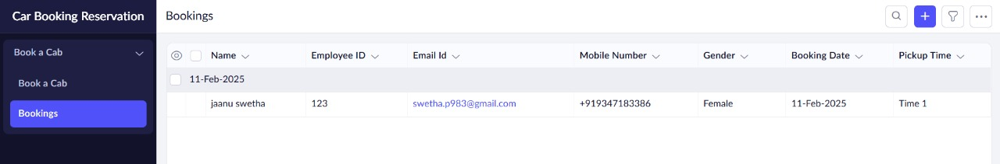 Car Booking Reservation
Bookings
Book a Cab
Book a Cab
Bookings
Name Employee ID Email Id Mobile Number Gender Booking Date Pickup Time
11-Feb-2025
jaanu swetha 123 swetha.p983@gmail.com +919347183386 Female 11-Feb-2025 Time 1